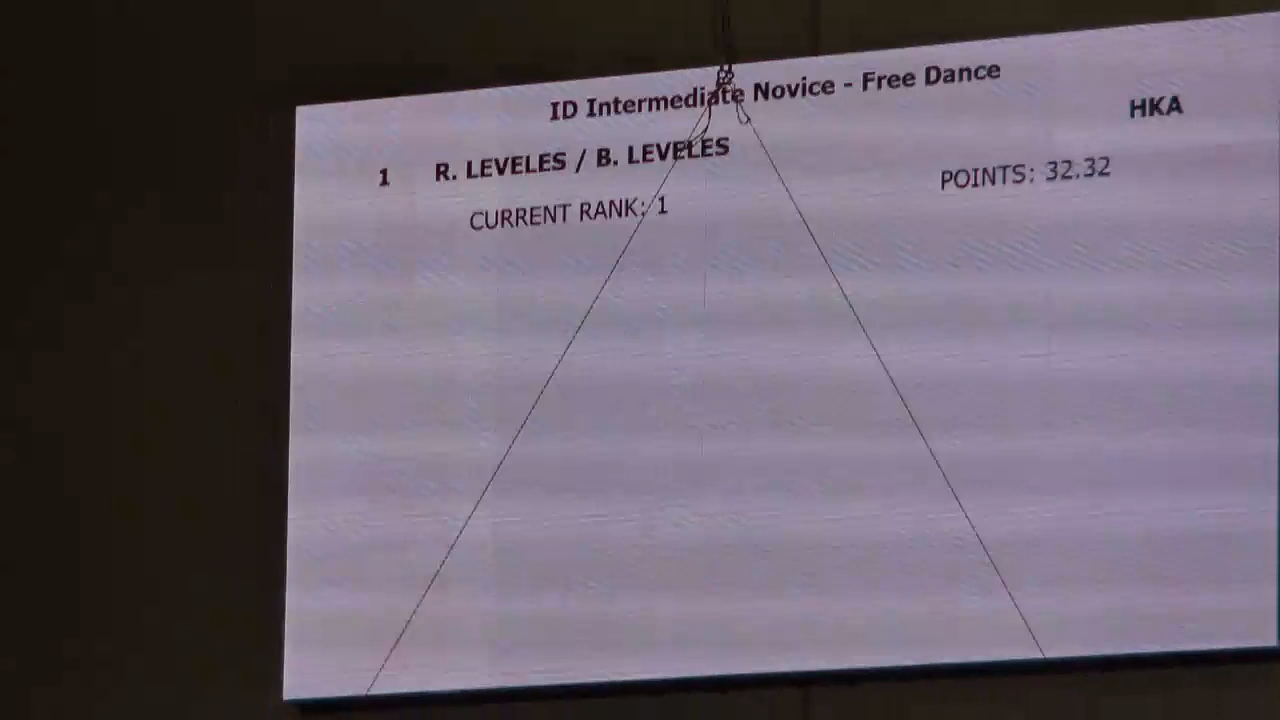 ID Intermediate Novice - Free Dance
HKA
1 R. LEVELES / B. LEVELES
CURRENT RANK: 1
POINTS: 32.32